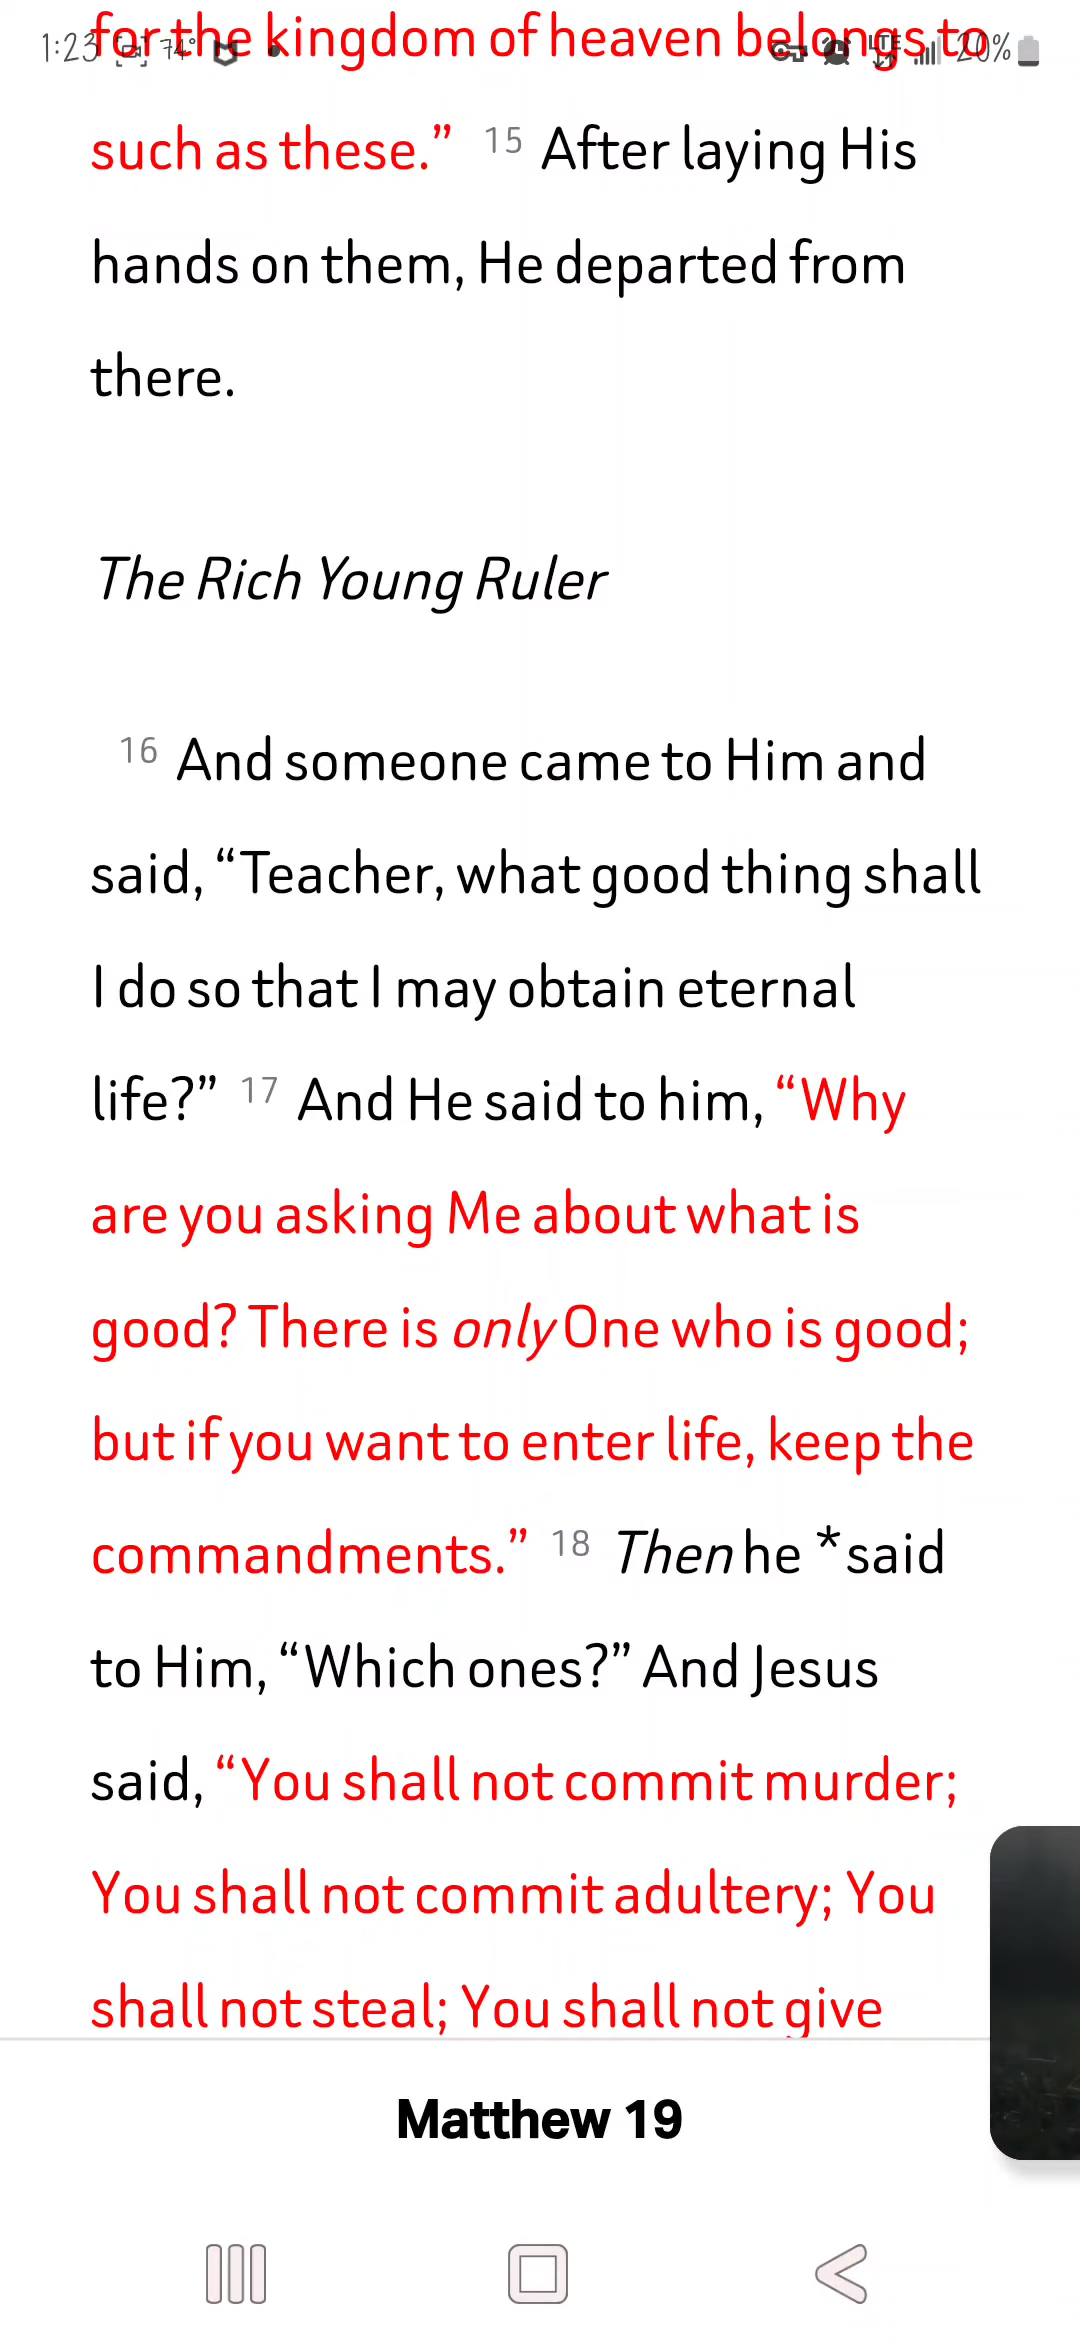 for the kingdom of heaven belongs to
1:23 74° LTE 20%
such as these.” 15 After laying His
hands on them, He departed from
there.
The Rich Young Ruler
16 And someone came to Him and
said, “Teacher, what good thing shall
I do so that I may obtain eternal
life?” 17 And He said to him, “Why
are you asking Me about what is
good? There is only One who is good;
but if you want to enter life, keep the
commandments.” 18 Then he *said
to Him, “Which ones?” And Jesus
said, “You shall not commit murder;
You shall not commit adultery; You
shall not steal; You shall not give
Matthew 19